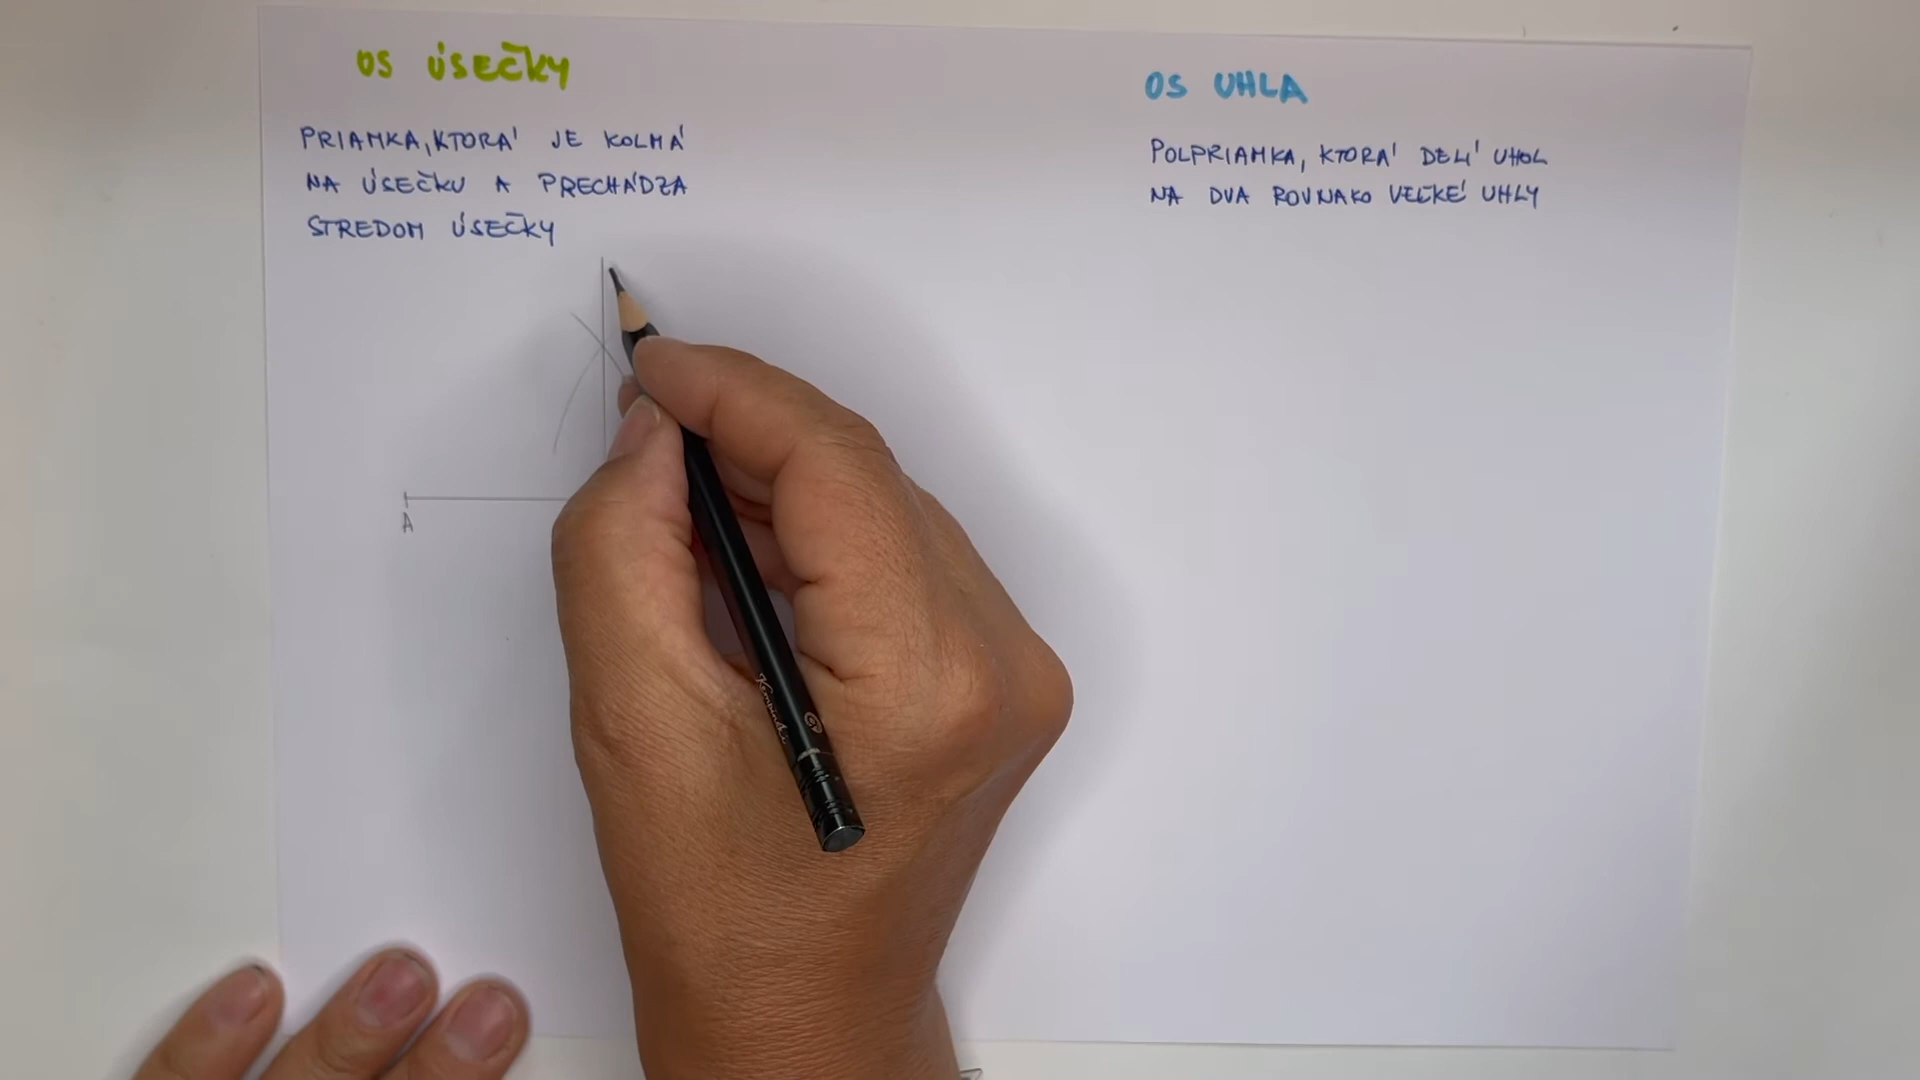 OS ÚSEČKY
PRIAMKA, KTORÁ JE KOLMÁ
NA ÚSEČKU A PRECHÁDZA
STREDOM ÚSEČKY
A
OS UHLA
POLPRIAMKA, KTORÁ DELÍ UHOL
NA DVA ROVNAKO VEĽKÉ UHLY